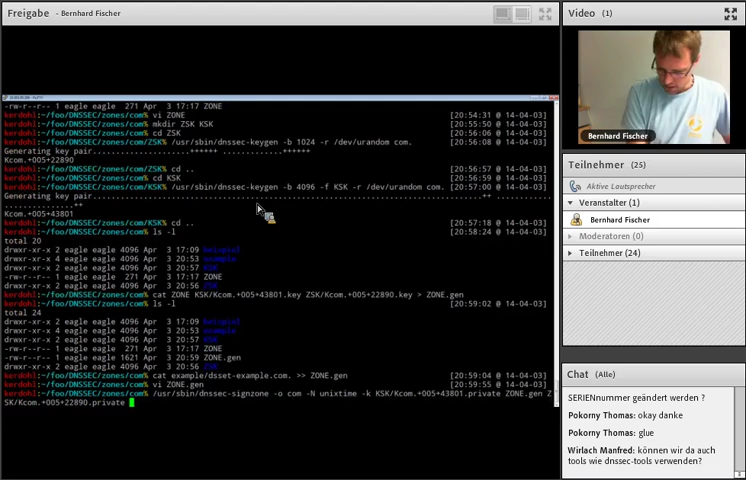 Freigabe - Bernhard Fischer
-rw-r--r-- 1 eagle eagle 271 Apr 3 17:17 ZONE
kerdohl:~/foo/DNSSEC/zones/com% vi ZONE [20:54:31 @ 14-04-03]
kerdohl:~/foo/DNSSEC/zones/com% mkdir ZSK KSK [20:55:50 @ 14-04-03]
kerdohl:~/foo/DNSSEC/zones/com% cd ZSK [20:56:06 @ 14-04-03]
kerdohl:~/foo/DNSSEC/zones/com/ZSK% /usr/sbin/dnssec-keygen -b 1024 -r /dev/urandom com. [20:56:08 @ 14-04-03]
Generating key pair......................++++++ .............++++++
Kcom.+005+22890
kerdohl:~/foo/DNSSEC/zones/com/ZSK% cd .. [20:56:57 @ 14-04-03]
kerdohl:~/foo/DNSSEC/zones/com% cd KSK [20:56:59 @ 14-04-03]
kerdohl:~/foo/DNSSEC/zones/com/KSK% /usr/sbin/dnssec-keygen -b 4096 -f KSK -r /dev/urandom com. [20:57:00 @ 14-04-03]
Generating key pair.......................................................................................++ ...............
...............++
Kcom.+005+43801
kerdohl:~/foo/DNSSEC/zones/com/KSK% cd .. [20:57:18 @ 14-04-03]
kerdohl:~/foo/DNSSEC/zones/com% ls -l [20:58:24 @ 14-04-03]
total 20
drwxr-xr-x 2 eagle eagle 4096 Apr 3 17:09 beispiel
drwxr-xr-x 4 eagle eagle 4096 Apr 3 20:53 example
drwxr-xr-x 2 eagle eagle 4096 Apr 3 20:57 KSK
-rw-r--r-- 1 eagle eagle 271 Apr 3 17:17 ZONE
drwxr-xr-x 2 eagle eagle 4096 Apr 3 20:56 ZSK
kerdohl:~/foo/DNSSEC/zones/com% cat ZONE KSK/Kcom.+005+43801.key ZSK/Kcom.+005+22890.key > ZONE.gen
kerdohl:~/foo/DNSSEC/zones/com% ls -l [20:59:02 @ 14-04-03]
total 24
drwxr-xr-x 2 eagle eagle 4096 Apr 3 17:09 beispiel
drwxr-xr-x 4 eagle eagle 4096 Apr 3 20:53 example
drwxr-xr-x 2 eagle eagle 4096 Apr 3 20:57 KSK
-rw-r--r-- 1 eagle eagle 271 Apr 3 17:17 ZONE
-rw-r--r-- 1 eagle eagle 1621 Apr 3 20:59 ZONE.gen
drwxr-xr-x 2 eagle eagle 4096 Apr 3 20:56 ZSK
kerdohl:~/foo/DNSSEC/zones/com% cat example/dsset-example.com. >> ZONE.gen [20:59:04 @ 14-04-03]
kerdohl:~/foo/DNSSEC/zones/com% vi ZONE.gen [20:59:55 @ 14-04-03]
kerdohl:~/foo/DNSSEC/zones/com% /usr/sbin/dnssec-signzone -o com -N unixtime -k KSK/Kcom.+005+43801.private ZONE.gen Z
SK/Kcom.+005+22890.private
Video (1)
Bernhard Fischer
Teilnehmer (25)
Aktive Lautsprecher
Veranstalter (1)
Bernhard Fischer
Moderatoren (0)
Teilnehmer (24)
Chat (Alle)
SERIENnummer geändert werden ?
Pokorny Thomas: okay danke
Pokorny Thomas: glue
Wirlach Manfred: können wir da auch
tools wie dnssec-tools verwenden?